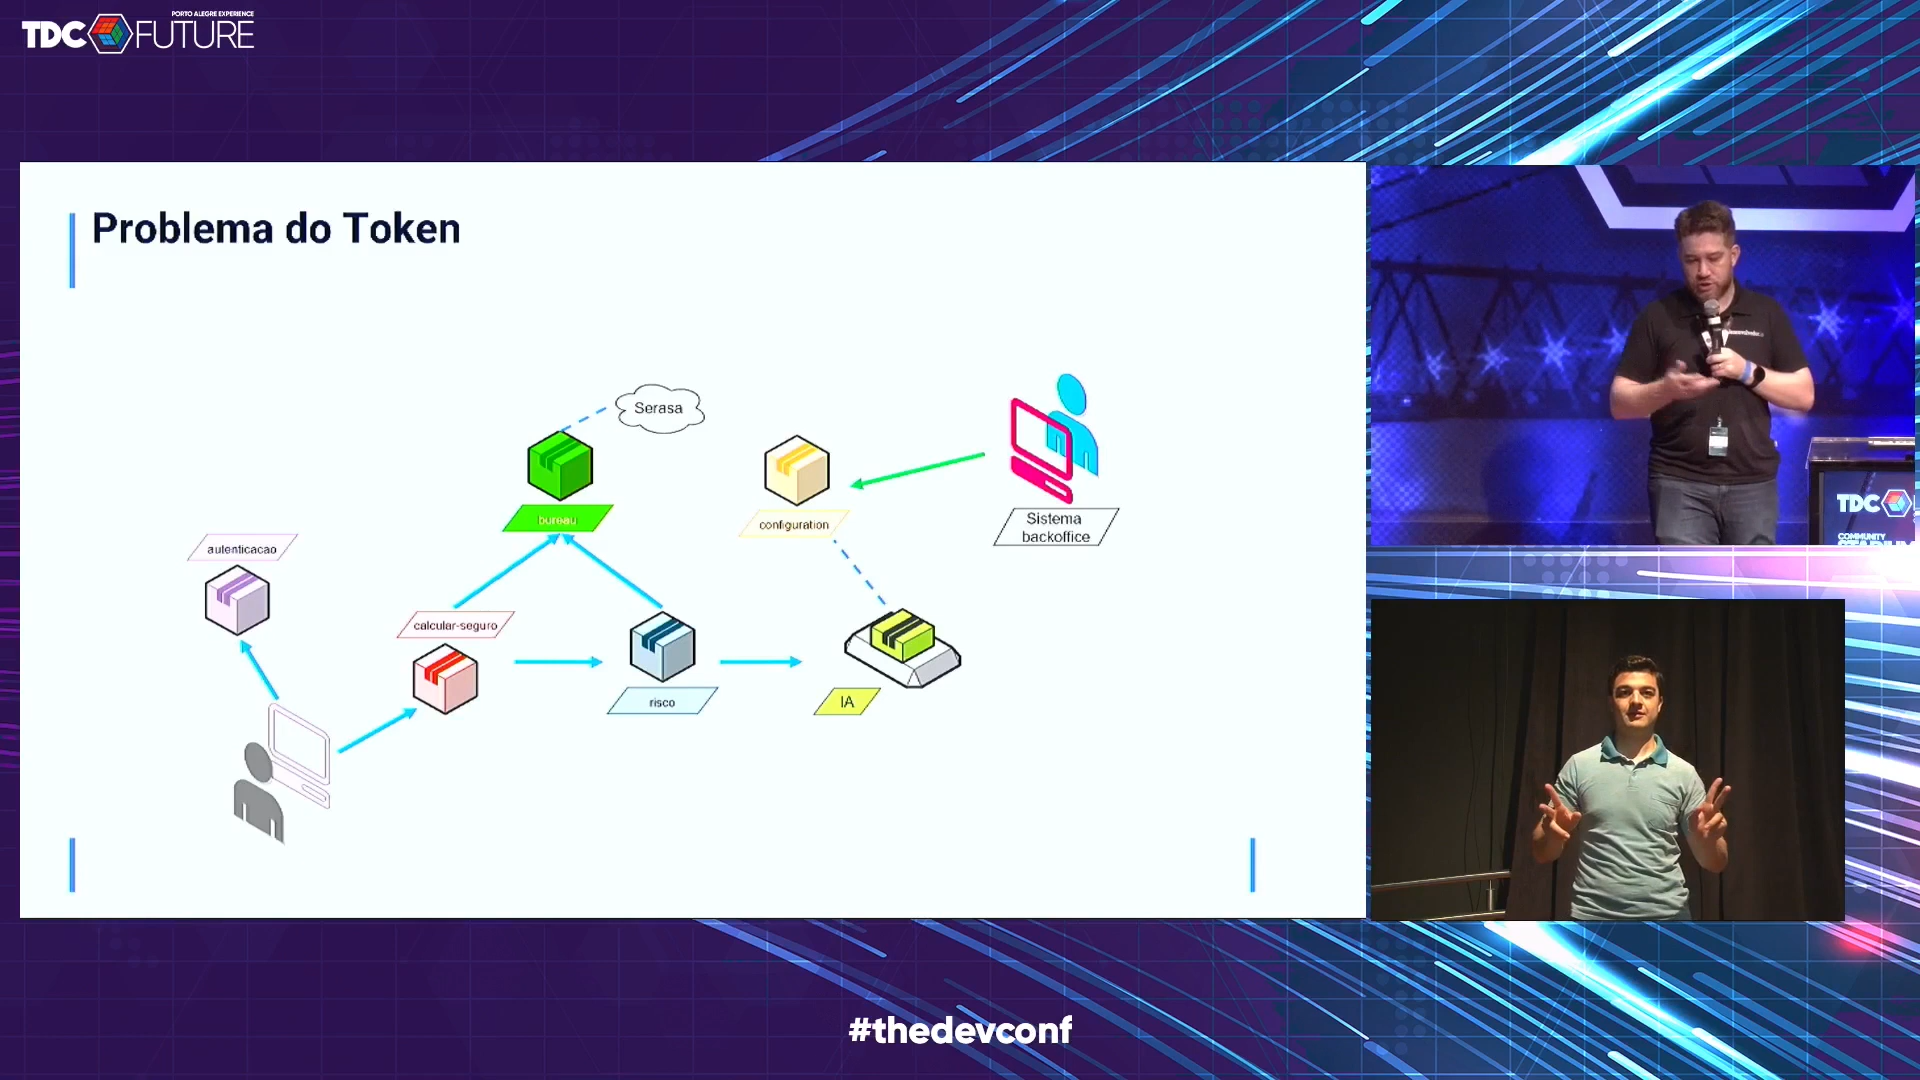 PORTO ALEGRE EXPERIENCE
TDC FUTURE
Problema do Token
Serasa
bureau
configuration
Sistema
backoffice
autenticacao
calcular-seguro
risco
IA
TDC
COMMUNITY
#thedevconf